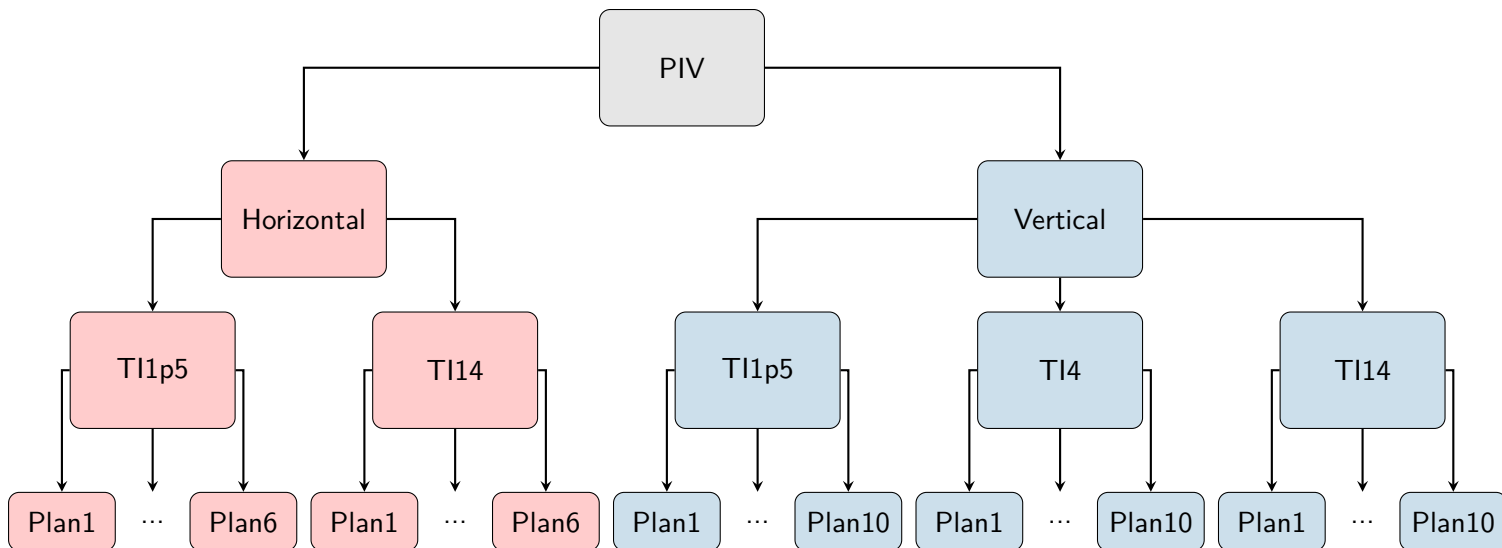 PIV
Horizontal
Vertical
TI1p5
TI14
TI1p5
TI4
TI14
Plan1 ... Plan6 Plan1 ... Plan6 Plan1 ... Plan10 Plan1 ... Plan10 Plan1 ... Plan10